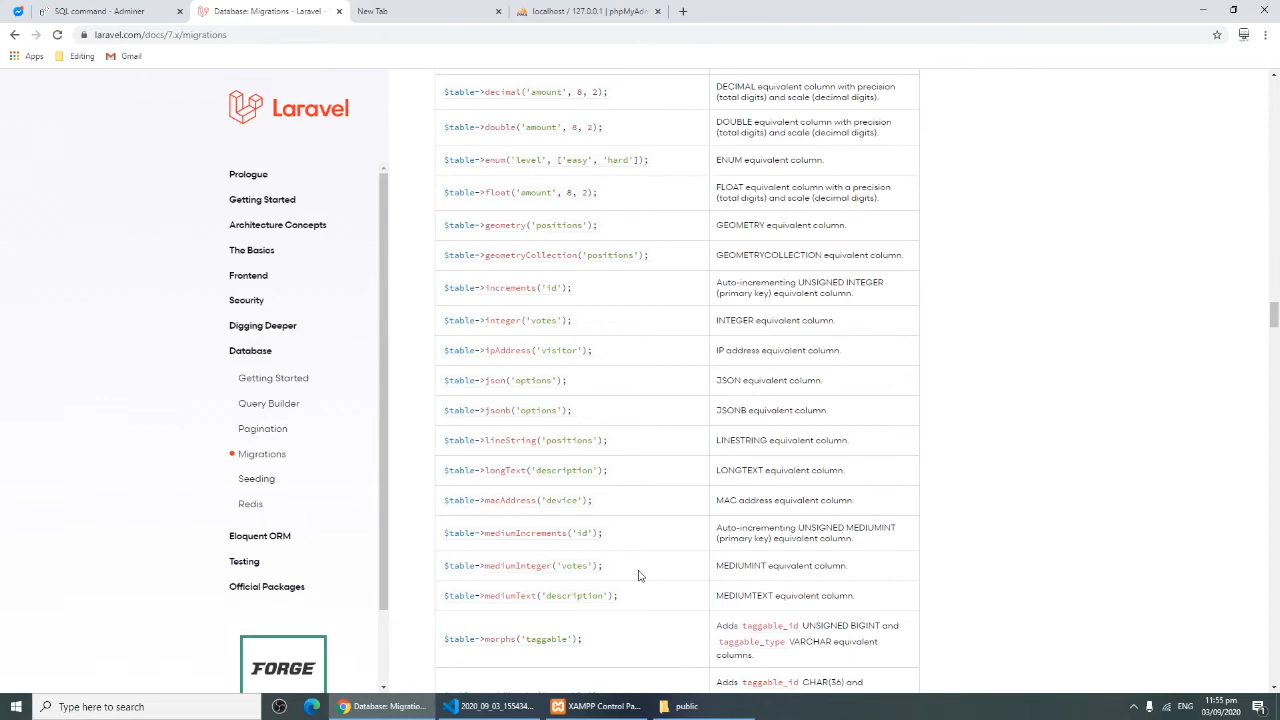 SQL command - Adminer
Database: Migrations - Laravel -
New Tab
localhost / 127.0.0.1 | phpMyAd
laravel.com/docs/7.x/migrations
Apps
Editing
Gmail
Laravel
Prologue
Getting Started
Architecture Concepts
The Basics
Frontend
Security
Digging Deeper
Database
Getting Started
Query Builder
Pagination
Migrations
Seeding
Redis
Eloquent ORM
Testing
Official Packages
FORGE
$table->decimal('amount', 8, 2);
DECIMAL equivalent column with precision
(total digits) and scale (decimal digits).
$table->double('amount', 8, 2);
DOUBLE equivalent column with precision
(total digits) and scale (decimal digits).
$table->enum('level', ['easy', 'hard']);
ENUM equivalent column.
$table->float('amount', 8, 2);
FLOAT equivalent column with a precision
(total digits) and scale (decimal digits).
$table->geometry('positions');
GEOMETRY equivalent column.
$table->geometryCollection('positions');
GEOMETRYCOLLECTION equivalent column.
$table->increments('id');
Auto-incrementing UNSIGNED INTEGER
(primary key) equivalent column.
$table->integer('votes');
INTEGER equivalent column.
$table->ipAddress('visitor');
IP address equivalent column.
$table->json('options');
JSON equivalent column.
$table->jsonb('options');
JSONB equivalent column.
$table->lineString('positions');
LINESTRING equivalent column.
$table->longText('description');
LONGTEXT equivalent column.
$table->macAddress('device');
MAC address equivalent column.
$table->mediumIncrements('id');
Auto-incrementing UNSIGNED MEDIUMINT
(primary key) equivalent column.
$table->mediumInteger('votes');
MEDIUMINT equivalent column.
$table->mediumText('description');
MEDIUMTEXT equivalent column.
$table->morphs('taggable');
Adds taggable_id UNSIGNED BIGINT and
taggable_type VARCHAR equivalent
columns.
Adds taggable_id CHAR(36) and
Type here to search
Database: Migratio...
2020_09_03_155434...
XAMPP Control Pa...
public
ENG
11:55 pm
03/09/2020